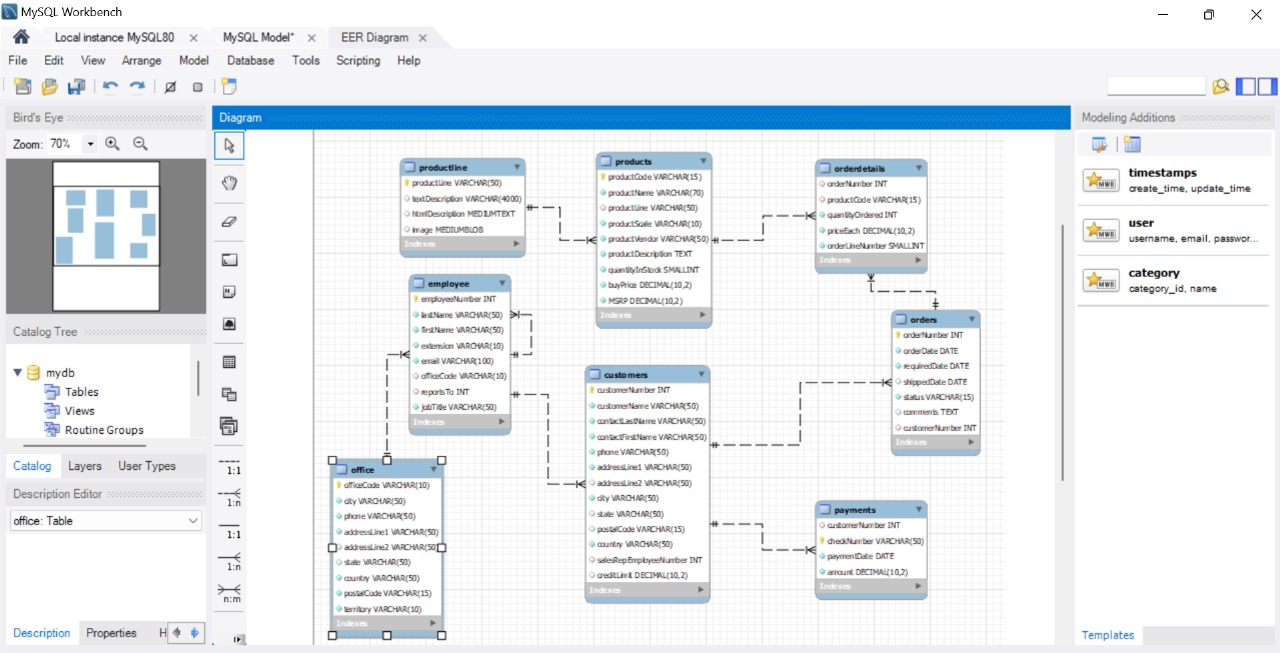 MySQL Workbench
Local instance MySQL80
MySQL Model*
EER Diagram
File Edit View Arrange Model Database Tools Scripting Help
Bird's Eye
Zoom: 70%
Catalog Tree
mydb
Tables
Views
Routine Groups
Catalog Layers User Types
Description Editor
office: Table
Description Properties H
Diagram
1:1
1:n
1:1
1:n
n:m
productline
productLine VARCHAR(50)
textDescription VARCHAR(4000)
htmlDescription MEDIUMTEXT
image MEDIUMBLOB
Indexes
products
productCode VARCHAR(15)
productName VARCHAR(70)
productLine VARCHAR(50)
productScale VARCHAR(10)
productVendor VARCHAR(50)
productDescription TEXT
quantityInStock SMALLINT
buyPrice DECIMAL(10,2)
MSRP DECIMAL(10,2)
Indexes
orderdetails
orderNumber INT
productCode VARCHAR(15)
quantityOrdered INT
priceEach DECIMAL(10,2)
orderLineNumber SMALLINT
Indexes
employee
employeeNumber INT
lastName VARCHAR(50)
firstName VARCHAR(50)
extension VARCHAR(10)
email VARCHAR(100)
officeCode VARCHAR(10)
reportsTo INT
jobTitle VARCHAR(50)
Indexes
customers
customerNumber INT
customerName VARCHAR(50)
contactLastName VARCHAR(50)
contactFirstName VARCHAR(50)
phone VARCHAR(50)
addressLine1 VARCHAR(50)
addressLine2 VARCHAR(50)
city VARCHAR(50)
state VARCHAR(50)
postalCode VARCHAR(15)
country VARCHAR(50)
salesRepEmployeeNumber INT
creditLimit DECIMAL(10,2)
Indexes
orders
orderNumber INT
orderDate DATE
requiredDate DATE
shippedDate DATE
status VARCHAR(15)
comments TEXT
customerNumber INT
Indexes
office
officeCode VARCHAR(10)
city VARCHAR(50)
phone VARCHAR(50)
addressLine1 VARCHAR(50)
addressLine2 VARCHAR(50)
state VARCHAR(50)
country VARCHAR(50)
postalCode VARCHAR(15)
territory VARCHAR(10)
Indexes
payments
customerNumber INT
checkNumber VARCHAR(50)
paymentDate DATE
amount DECIMAL(10,2)
Indexes
Modeling Additions
MWB
timestamps
create_time, update_time
MWB
user
username, email, passwor...
MWB
category
category_id, name
Templates